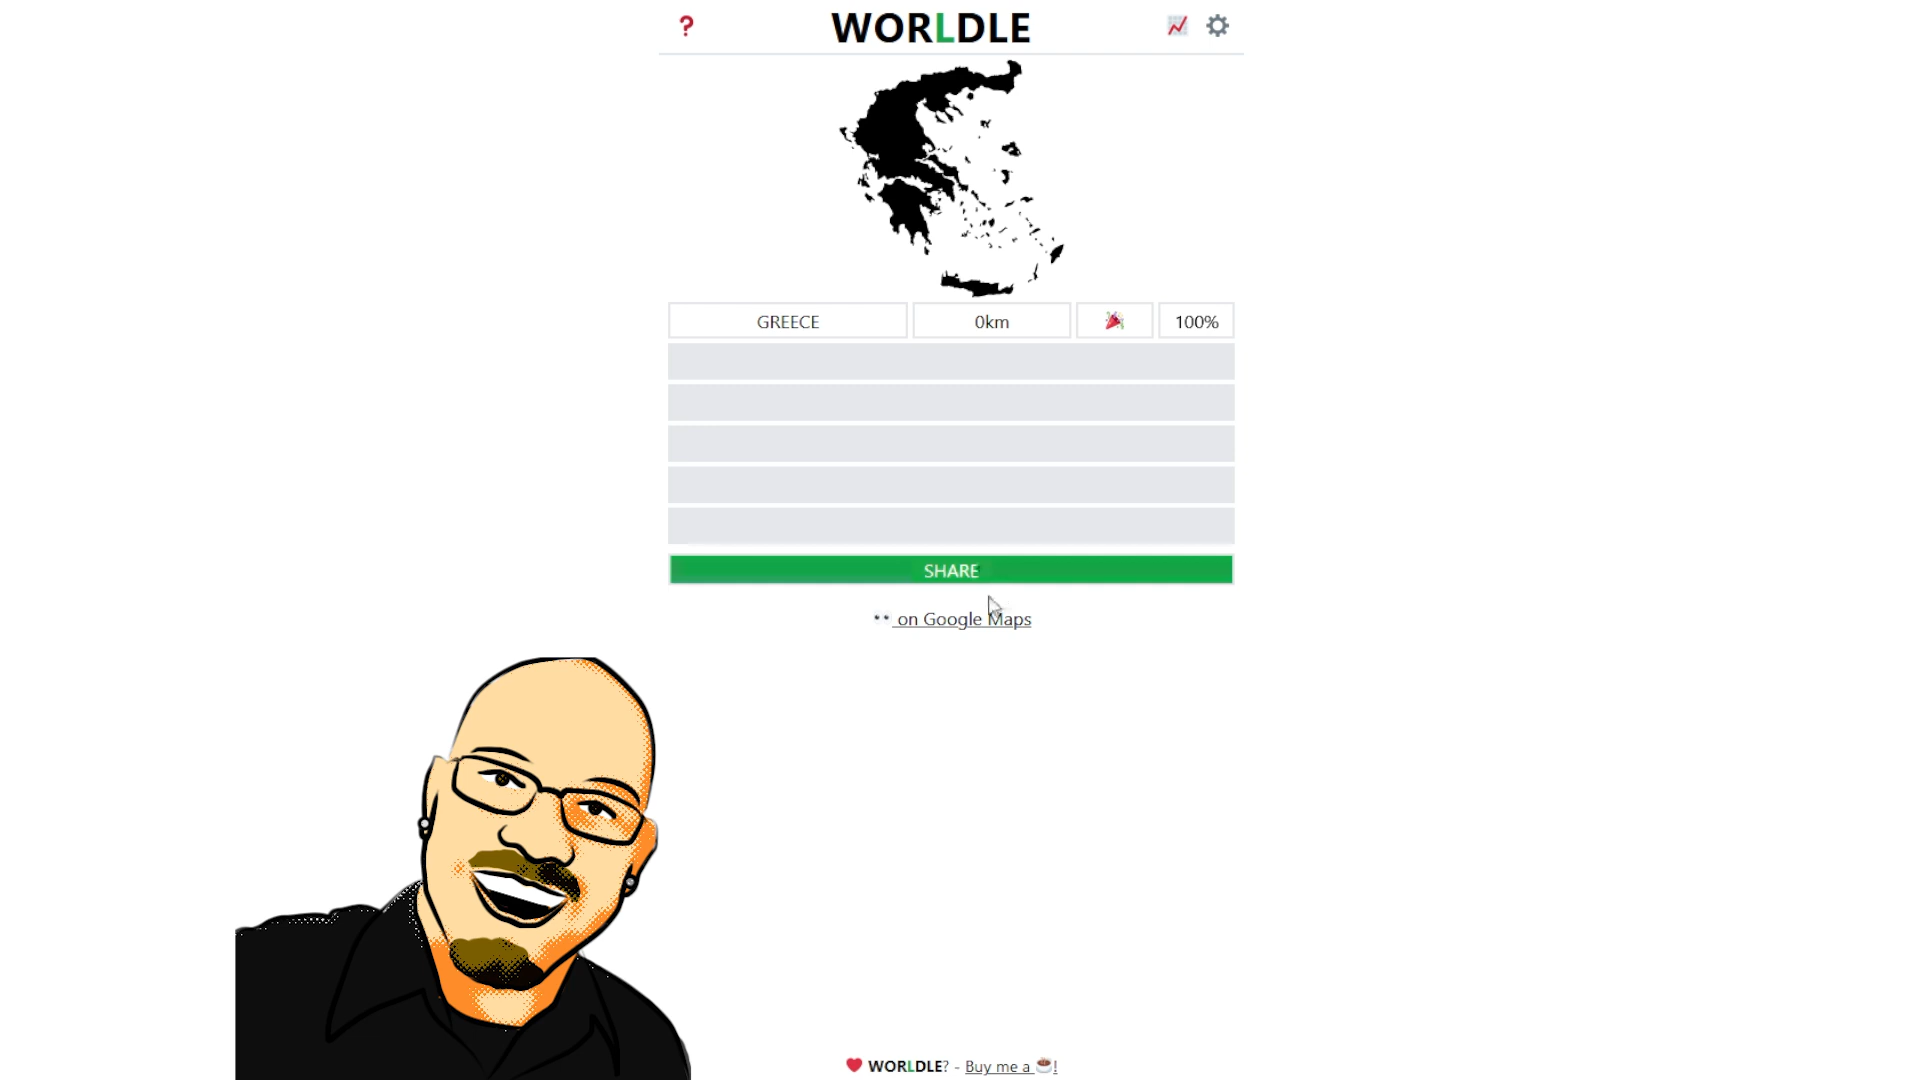 ? WORLDLE
GREECE 0km 100%
SHARE
on Google Maps
WORLDLE? - Buy me a !